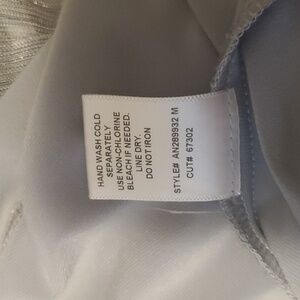 HAND WASH COLD
SEPARATELY
USE NON-CHLORINE
BLEACH IF NEEDED.
LINE DRY.
DO NOT IRON
STYLE# AN289932 M
CUT# 67302